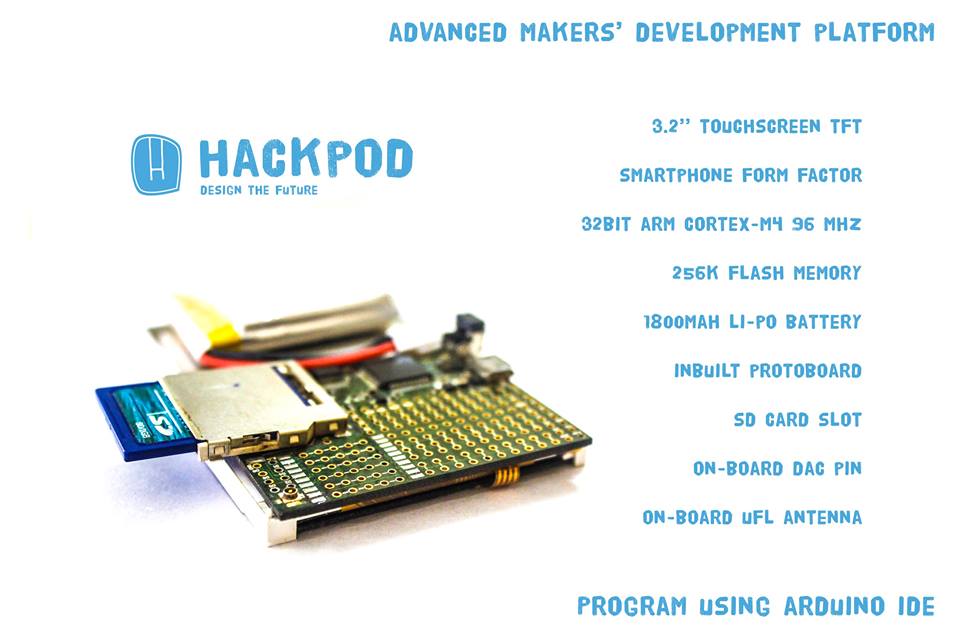 ADVANCED MAKERS' DEVELOPMENT PLATFORM
HACKPOD
DESIGN THE FUTURE
3.2" TOUCHSCREEN TFT
SMARTPHONE FORM FACTOR
32BIT ARM CORTEX-M4 96 MHZ
256K FLASH MEMORY
1800MAH LI-PO BATTERY
INBUILT PROTOBOARD
SD CARD SLOT
ON-BOARD DAC PIN
ON-BOARD uFL ANTENNA
SD
PROGRAM USING ARDUINO IDE